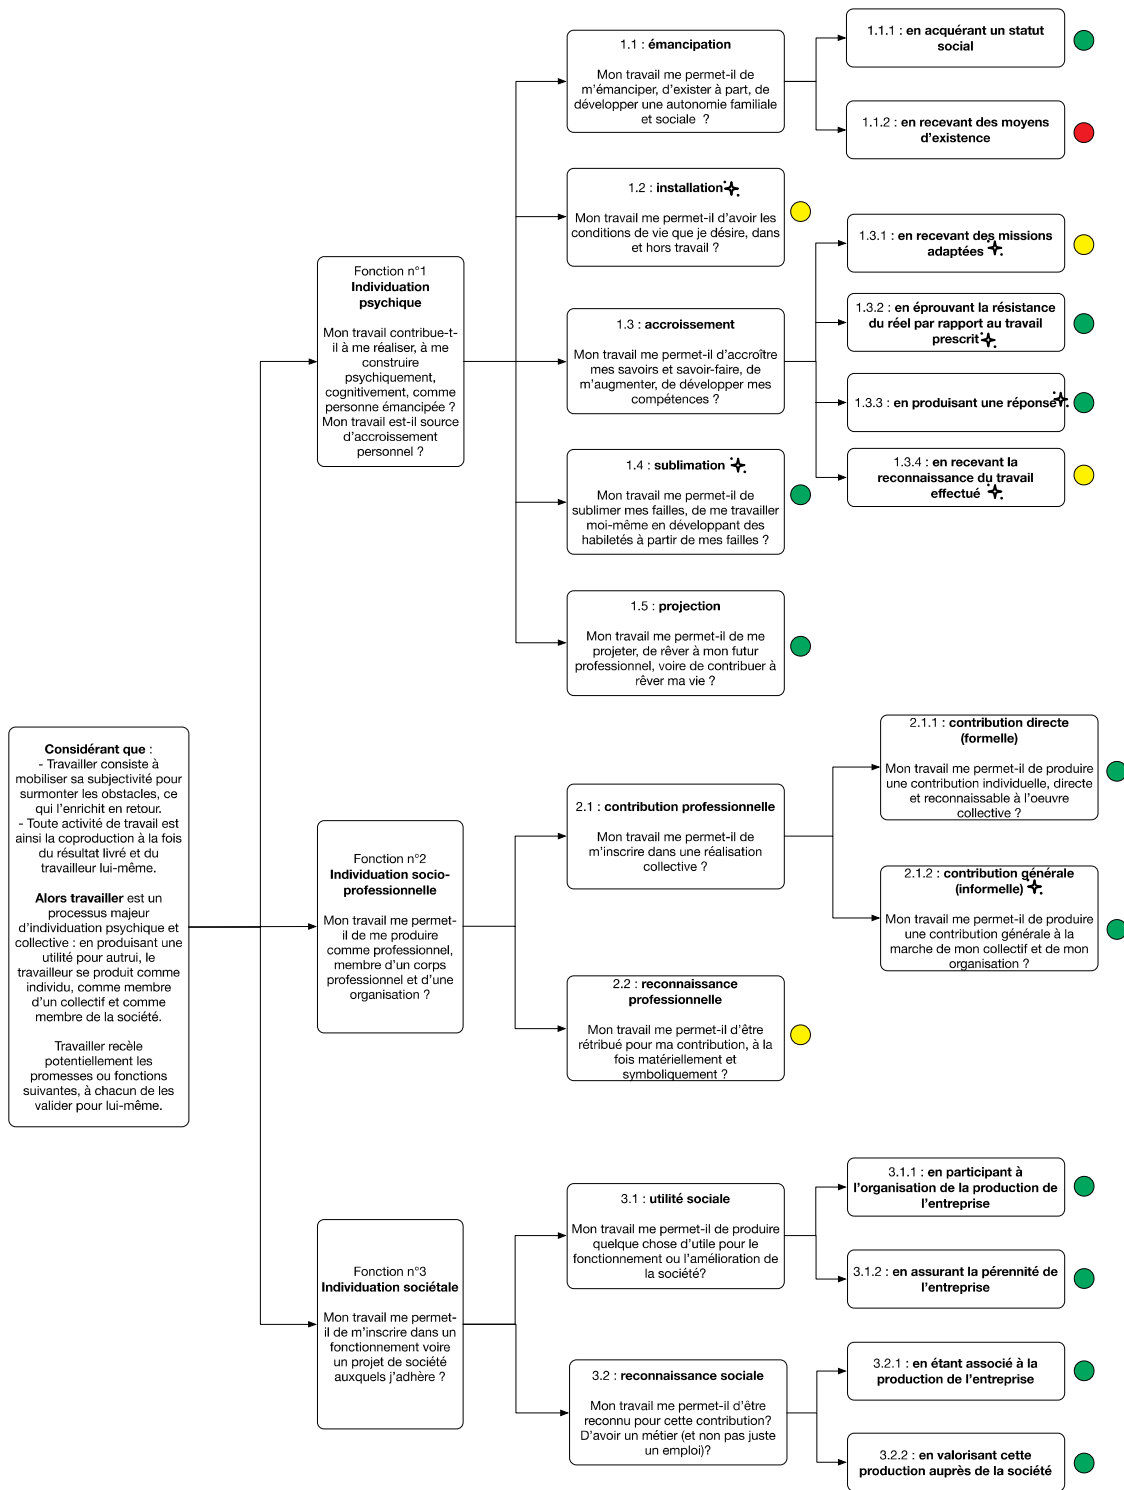 Considérant que :
- Travailler consiste à
mobiliser sa subjectivité pour
surmonter les obstacles, ce
qui l'enrichit en retour.
- Toute activité de travail est
ainsi la coproduction à la fois
du résultat livré et du
travailleur lui-même.
Alors travailler est un
processus majeur
d'individuation psychique et
collective : en produisant une
utilité pour autrui, le
travailleur se produit comme
individu, comme membre
d'un collectif et comme
membre de la société.
Travailler recèle
potentiellement les
promesses ou fonctions
suivantes, à chacun de les
valider pour lui-même.
Fonction n°1
Individuation
psychique
Mon travail contribue-t-
il à me réaliser, à me
construire
psychiquement,
cognitivement, comme
personne émancipée ?
Mon travail est-il source
d'accroissement
personnel ?
1.1 : émancipation
Mon travail me permet-il de
m'émanciper, d'exister à part, de
développer une autonomie familiale
et sociale ?
1.1.1 : en acquérant un statut
social
1.1.2 : en recevant des moyens
d'existence
1.2 : installation
Mon travail me permet-il d'avoir les
conditions de vie que je désire, dans
et hors travail ?
1.3 : accroissement
Mon travail me permet-il d'accroître
mes savoirs et savoir-faire, de
m'augmenter, de développer mes
compétences ?
1.3.1 : en recevant des missions
adaptées
1.3.2 : en éprouvant la résistance
du réel par rapport au travail
prescrit
1.3.3 : en produisant une réponse
1.3.4 : en recevant la
reconnaissance du travail
effectué
1.4 : sublimation
Mon travail me permet-il de
sublimer mes failles, de me travailler
moi-même en développant des
habiletés à partir de mes failles ?
1.5 : projection
Mon travail me permet-il de me
projeter, de rêver à mon futur
professionnel, voire de contribuer à
rêver ma vie ?
Fonction n°2
Individuation socio-
professionnelle
Mon travail me permet-
il de me produire
comme professionnel,
membre d'un corps
professionnel et d'une
organisation ?
2.1 : contribution professionnelle
Mon travail me permet-il de
m'inscrire dans une réalisation
collective ?
2.1.1 : contribution directe
(formelle)
Mon travail me permet-il de produire
une contribution individuelle, directe
et reconnaissable à l'oeuvre
collective ?
2.1.2 : contribution générale
(informelle)
Mon travail me permet-il de produire
une contribution générale à la
marche de mon collectif et de mon
organisation ?
2.2 : reconnaissance
professionnelle
Mon travail me permet-il d'être
rétribué pour ma contribution, à la
fois matériellement et
symboliquement ?
Fonction n°3
Individuation sociétale
Mon travail me permet-
il de m'inscrire dans un
fonctionnement voire
un projet de société
auxquels j'adhère ?
3.1 : utilité sociale
Mon travail me permet-il de produire
quelque chose d'utile pour le
fonctionnement ou l'amélioration de
la société?
3.1.1 : en participant à
l'organisation de la production de
l'entreprise
3.1.2 : en assurant la pérennité de
l'entreprise
3.2 : reconnaissance sociale
Mon travail me permet-il d'être
reconnu pour cette contribution?
D'avoir un métier (et non pas juste
un emploi)?
3.2.1 : en étant associé à la
production de l'entreprise
3.2.2 : en valorisant cette
production auprès de la société